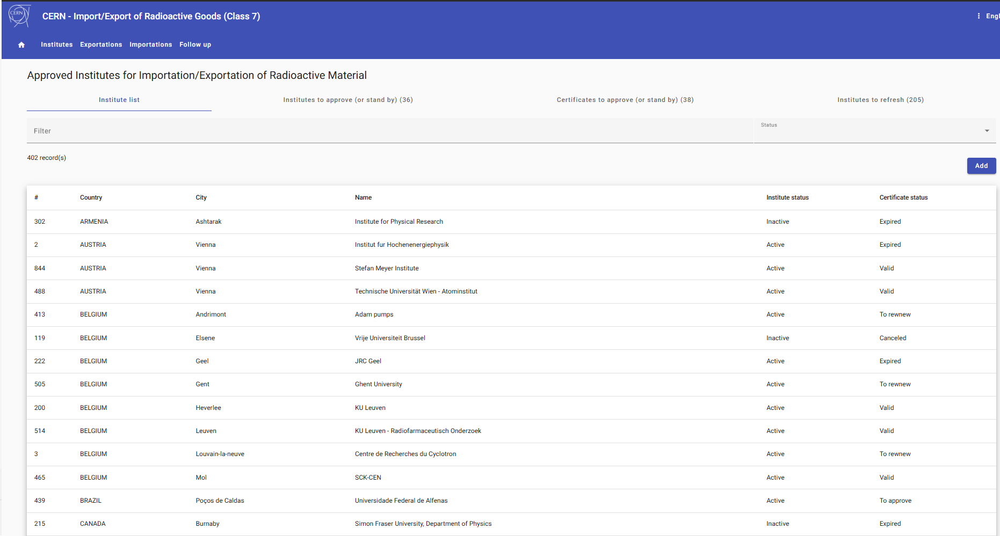 CERN
CERN - Import/Export of Radioactive Goods (Class 7)
Engl
Institutes Exportations Importations Follow up
Approved Institutes for Importation/Exportation of Radioactive Material
Institute list Institutes to approve (or stand by) (36) Certificates to approve (or stand by) (38) Institutes to refresh (205)
Filter Status
402 record(s)
Add
# Country City Name Institute status Certificate status
302 ARMENIA Ashtarak Institute for Physical Research Inactive Expired
2 AUSTRIA Vienna Institut fur Hochenenergiephysik Active Expired
844 AUSTRIA Vienna Stefan Meyer Institute Active Valid
488 AUSTRIA Vienna Technische Universität Wien - Atominstitut Active Valid
413 BELGIUM Andrimont Adam pumps Active To rewnew
119 BELGIUM Elsene Vrije Universiteit Brussel Inactive Canceled
222 BELGIUM Geel JRC Geel Active Expired
505 BELGIUM Gent Ghent University Active To rewnew
200 BELGIUM Heverlee KU Leuven Active Valid
514 BELGIUM Leuven KU Leuven - Radiofarmaceutisch Onderzoek Active Valid
3 BELGIUM Louvain-la-neuve Centre de Recherches du Cyclotron Active To rewnew
465 BELGIUM Mol SCK-CEN Active Valid
439 BRAZIL Poços de Caldas Universidade Federal de Alfenas Active To approve
215 CANADA Burnaby Simon Fraser University, Department of Physics Inactive Expired